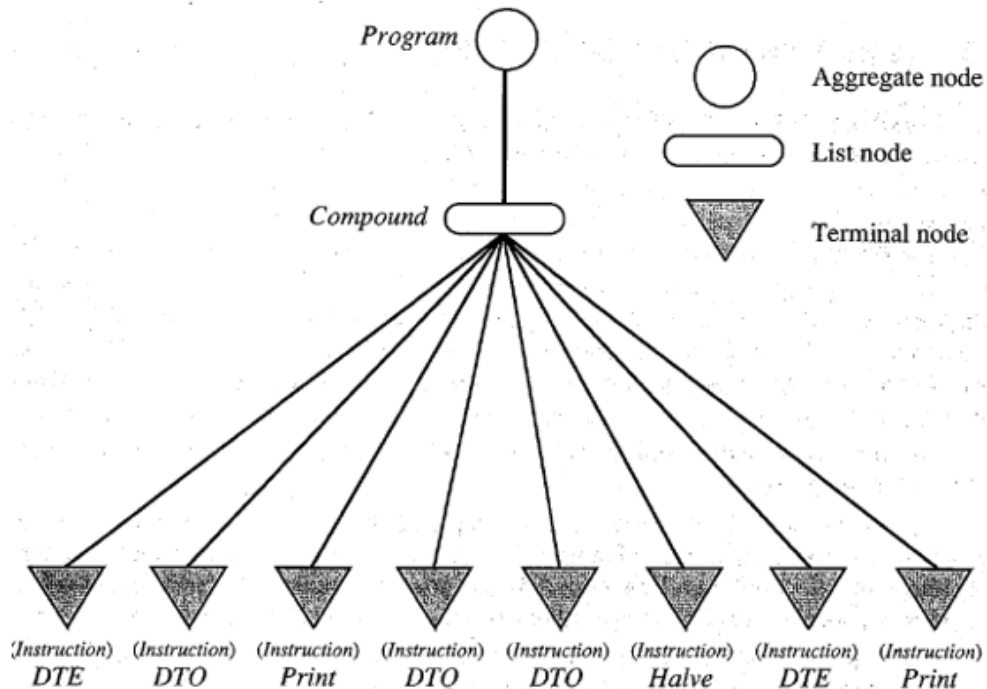 Program
Aggregate node
List node
Compound
Terminal node
(Instruction) (Instruction) (Instruction) (Instruction) (Instruction) (Instruction) (Instruction) (Instruction)
DTE DTO Print DTO DTO Halve DTE Print